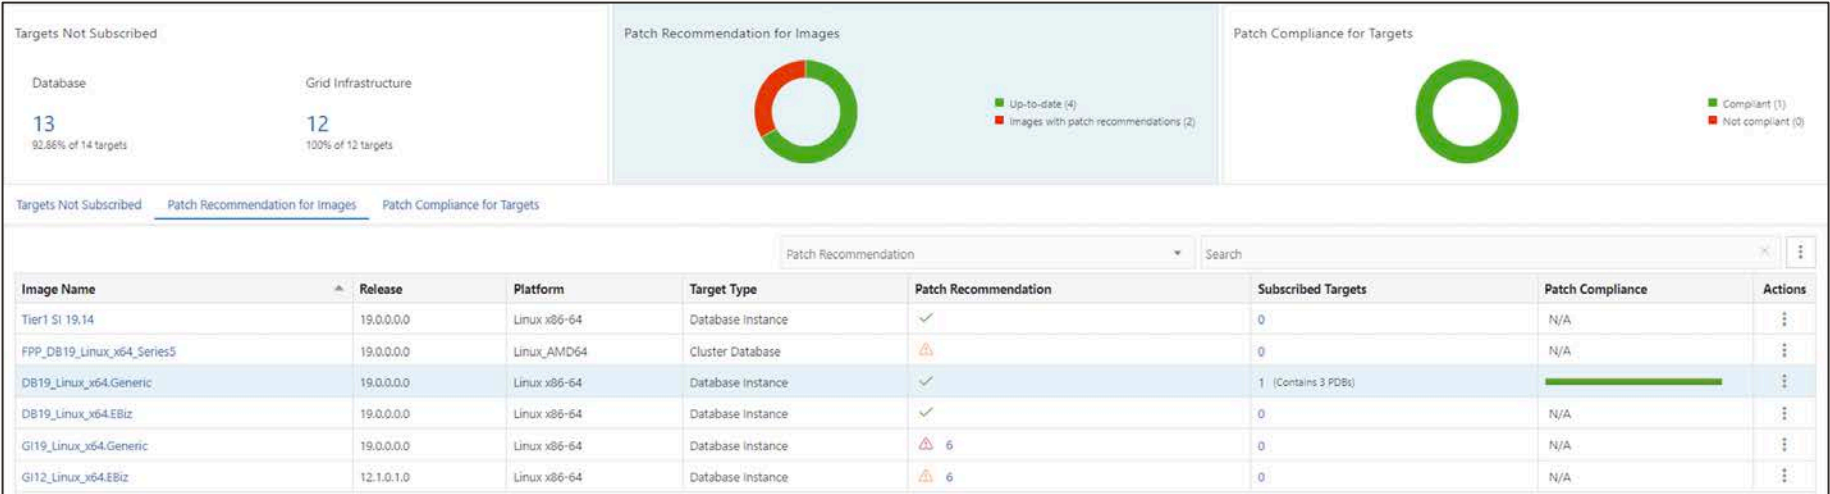 Targets Not Subscribed
Database
Grid Infrastructure
13
12
92.86% of 14 targets
100% of 12 targets
Patch Recommendation for Images
Up-to-date (4)
Images with patch recommendations (2)
Patch Compliance for Targets
Compliant (1)
Not compliant (0)
Targets Not Subscribed Patch Recommendation for Images Patch Compliance for Targets
Patch Recommendation Search
Image Name Release Platform Target Type Patch Recommendation Subscribed Targets Patch Compliance Actions
Tier1 SI 19.14 19.0.0.0.0 Linux x86-64 Database Instance 0 N/A
FPP_DB19_Linux_x64_Series5 19.0.0.0.0 Linux_AMD64 Cluster Database 0 N/A
DB19_Linux_x64.Generic 19.0.0.0.0 Linux x86-64 Database Instance 1 (Contains 3 PDBs)
DB19_Linux_x64.EBiz 19.0.0.0.0 Linux x86-64 Database Instance 0 N/A
GI19_Linux_x64.Generic 19.0.0.0.0 Linux x86-64 Database Instance 6 0 N/A
GI12_Linux_x64.EBiz 12.1.0.1.0 Linux x86-64 Database Instance 6 0 N/A